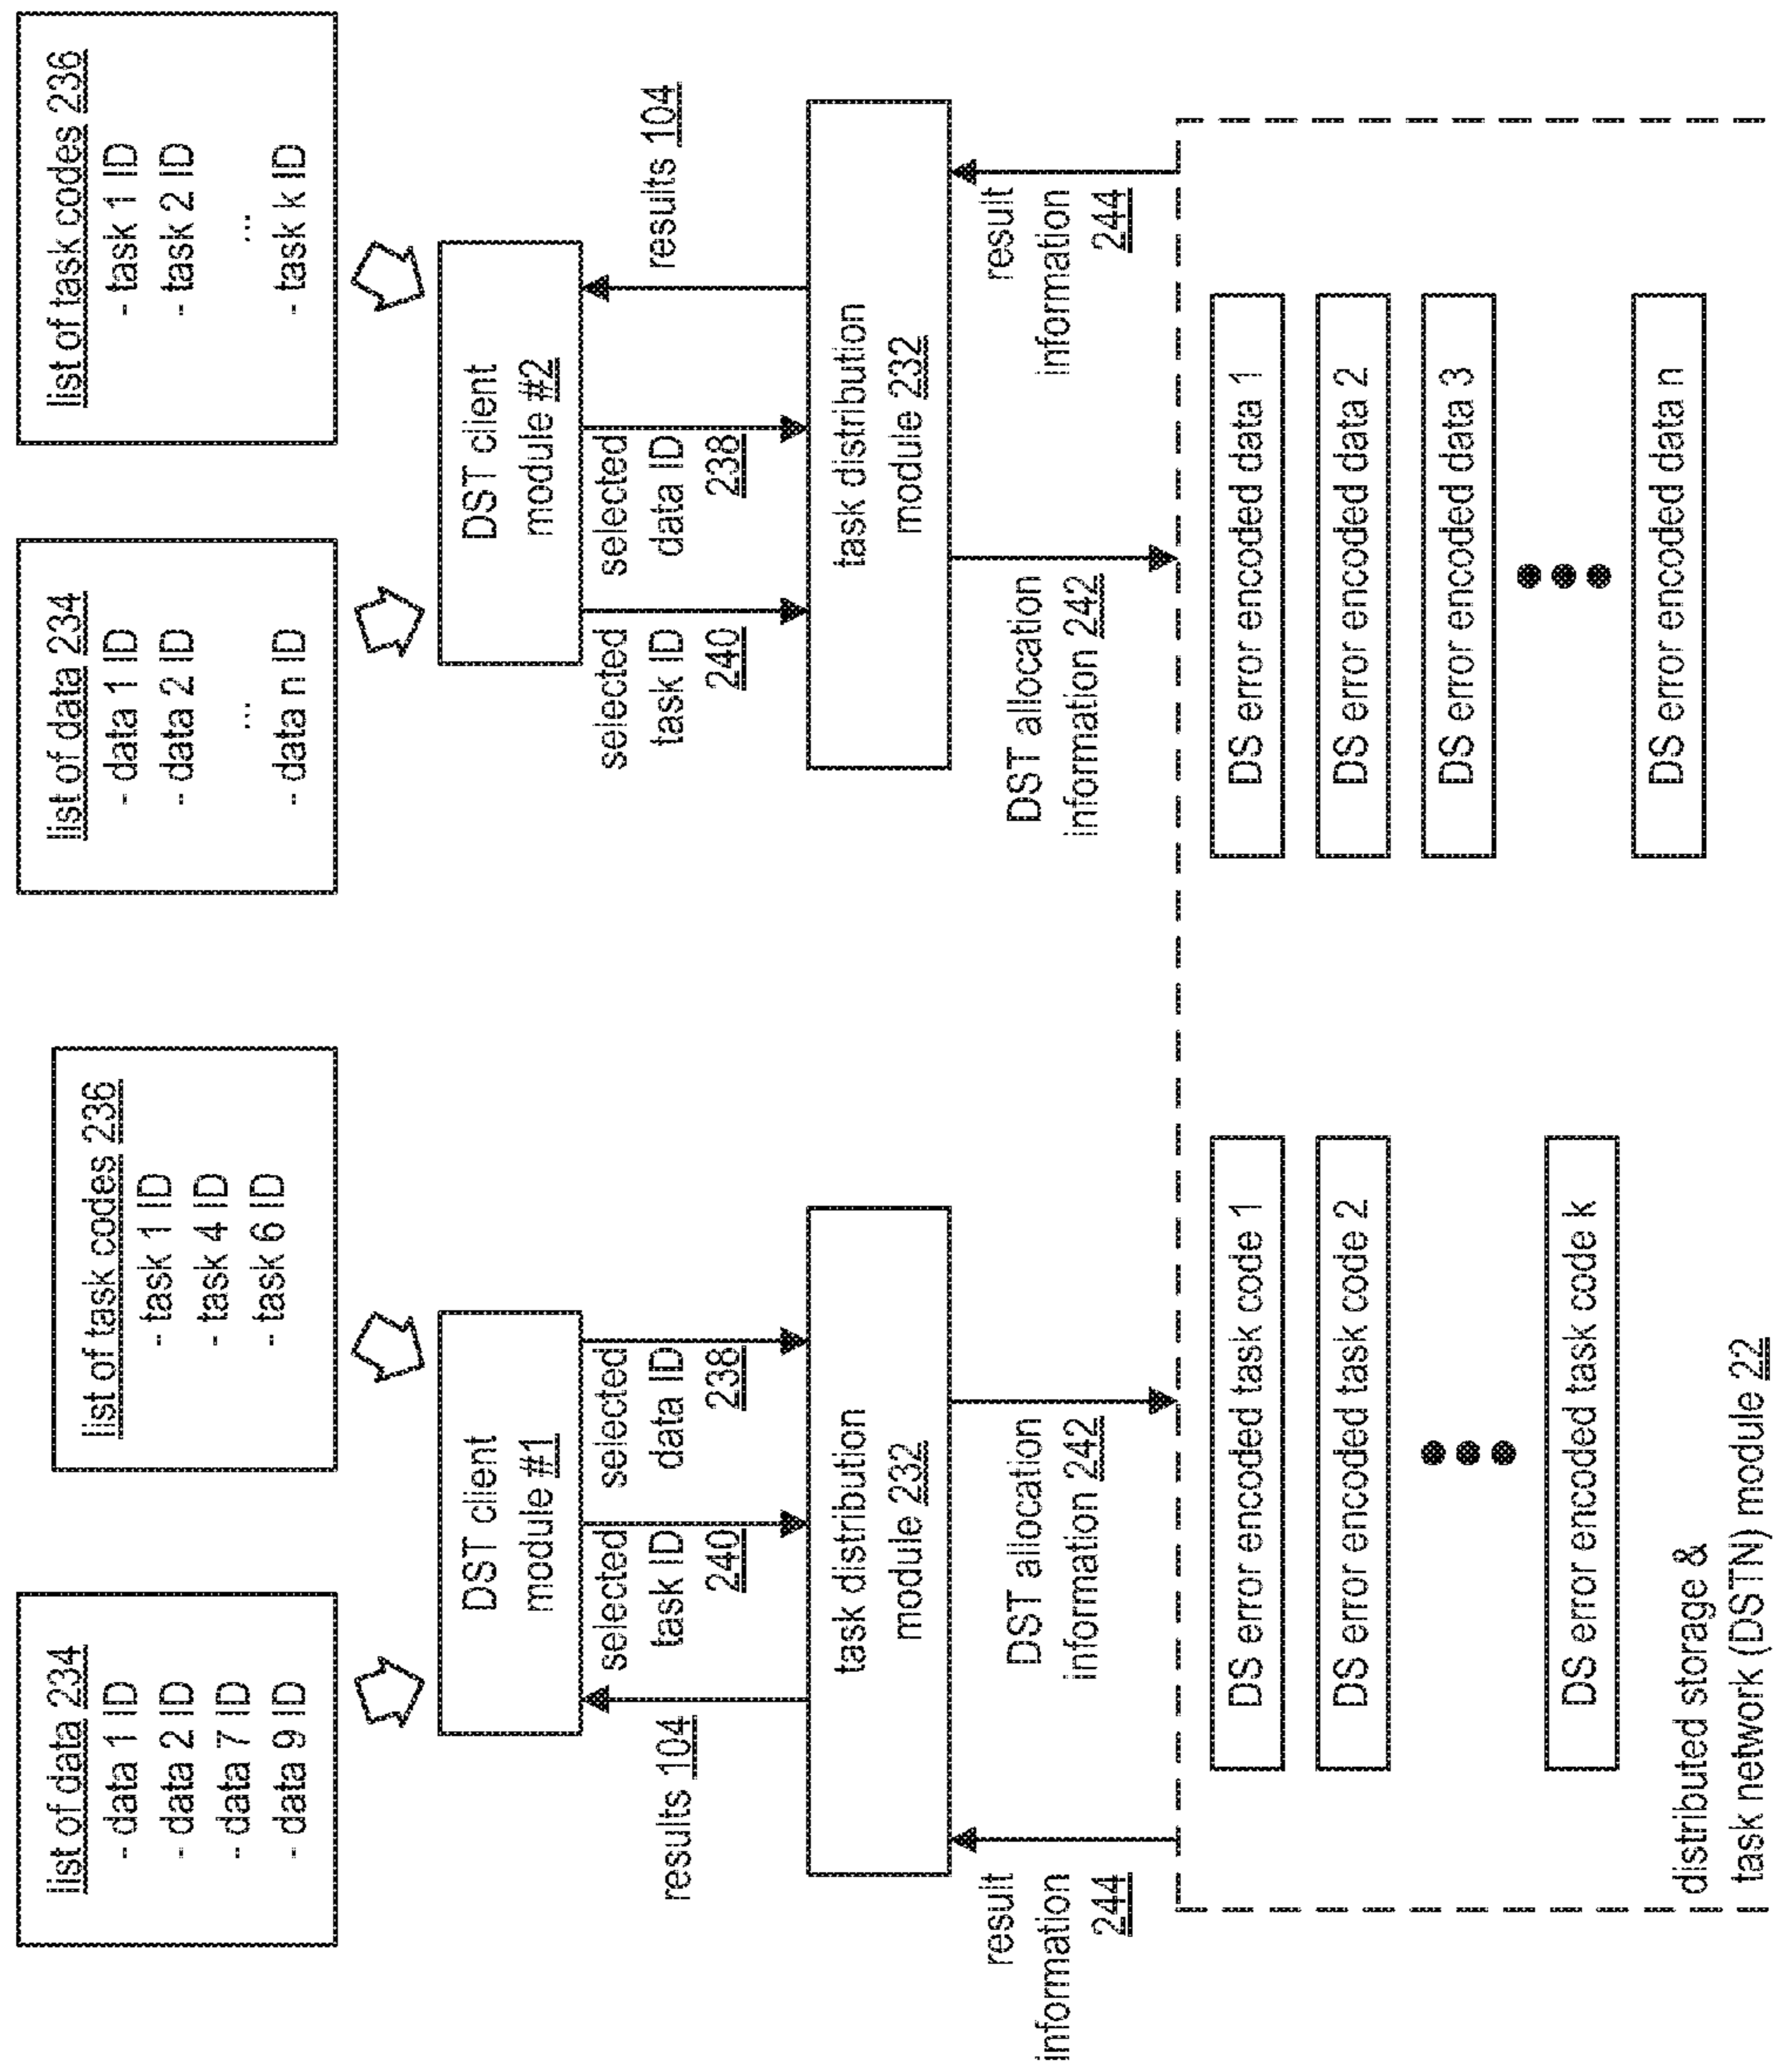 list of data 234
- data 1 ID
- data 2 ID
- data 7 ID
- data 9 ID
list of task codes 236
- task 1 ID
- task 4 ID
- task 6 ID
list of data 234
- data 1 ID
- data 2 ID
...
- data n ID
list of task codes 236
- task 1 ID
- task 2 ID
...
- task k ID
DST client
module #1
DST client
module #2
results 104
selected
task ID
240
selected
data ID
238
selected
task ID
240
selected
data ID
238
results 104
task distribution
module 232
task distribution
module 232
result
information
244
DST allocation
information 242
DST allocation
information 242
result
information
244
DS error encoded task code 1
DS error encoded task code 2
DS error encoded task code k
DS error encoded data 1
DS error encoded data 2
DS error encoded data 3
DS error encoded data n
distributed storage &
task network (DSTN) module 22